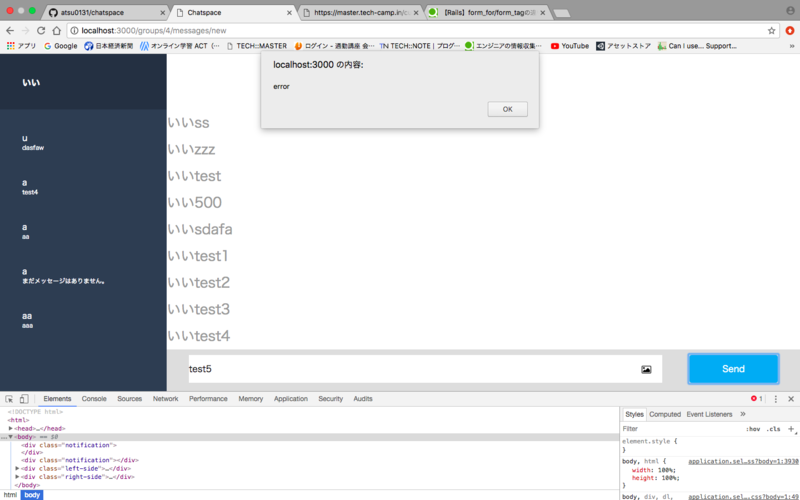 atsu0131/chatspace
Chatspace
https://master.tech-camp.in/
【Rails】form_for/form_tagの
localhost:3000/groups/4/messages/new
アプリ
Google
日本経済新聞
オンライン学習 ACT（…
TECH::MASTER
ログイン - 通勤講座 会…
TECH::NOTE | ブログ…
エンジニアの情報収集…
YouTube
アセットストア
Can I use... Support...
»
localhost:3000 の内容:
error
OK
いい
u
dasfaw
a
test4
a
aa
a
まだメッセージはありません。
aa
aaa
いいss
いいzzz
いいtest
いい500
いいsdafa
いいtest1
いいtest2
いいtest3
いいtest4
test5
Send
Elements
Console
Sources
Network
Performance
Memory
Application
Security
Audits
1
<!DOCTYPE html>
<html>
▶<head>…</head>
…▼<body> == $0
<div class="notification">
</div>
<div class="notification"></div>
▶<div class="left-side">…</div>
▶<div class="right-side">…</div>
</body>
html
body
Styles
Computed
Event Listeners
»
Filter
:hov
.cls
+
element.style {
}
body, html {
application.sel…ss?body=1:3930
width: 100%;
height: 100%;
}
body, div, dl,
application.sel….css?body=1:49